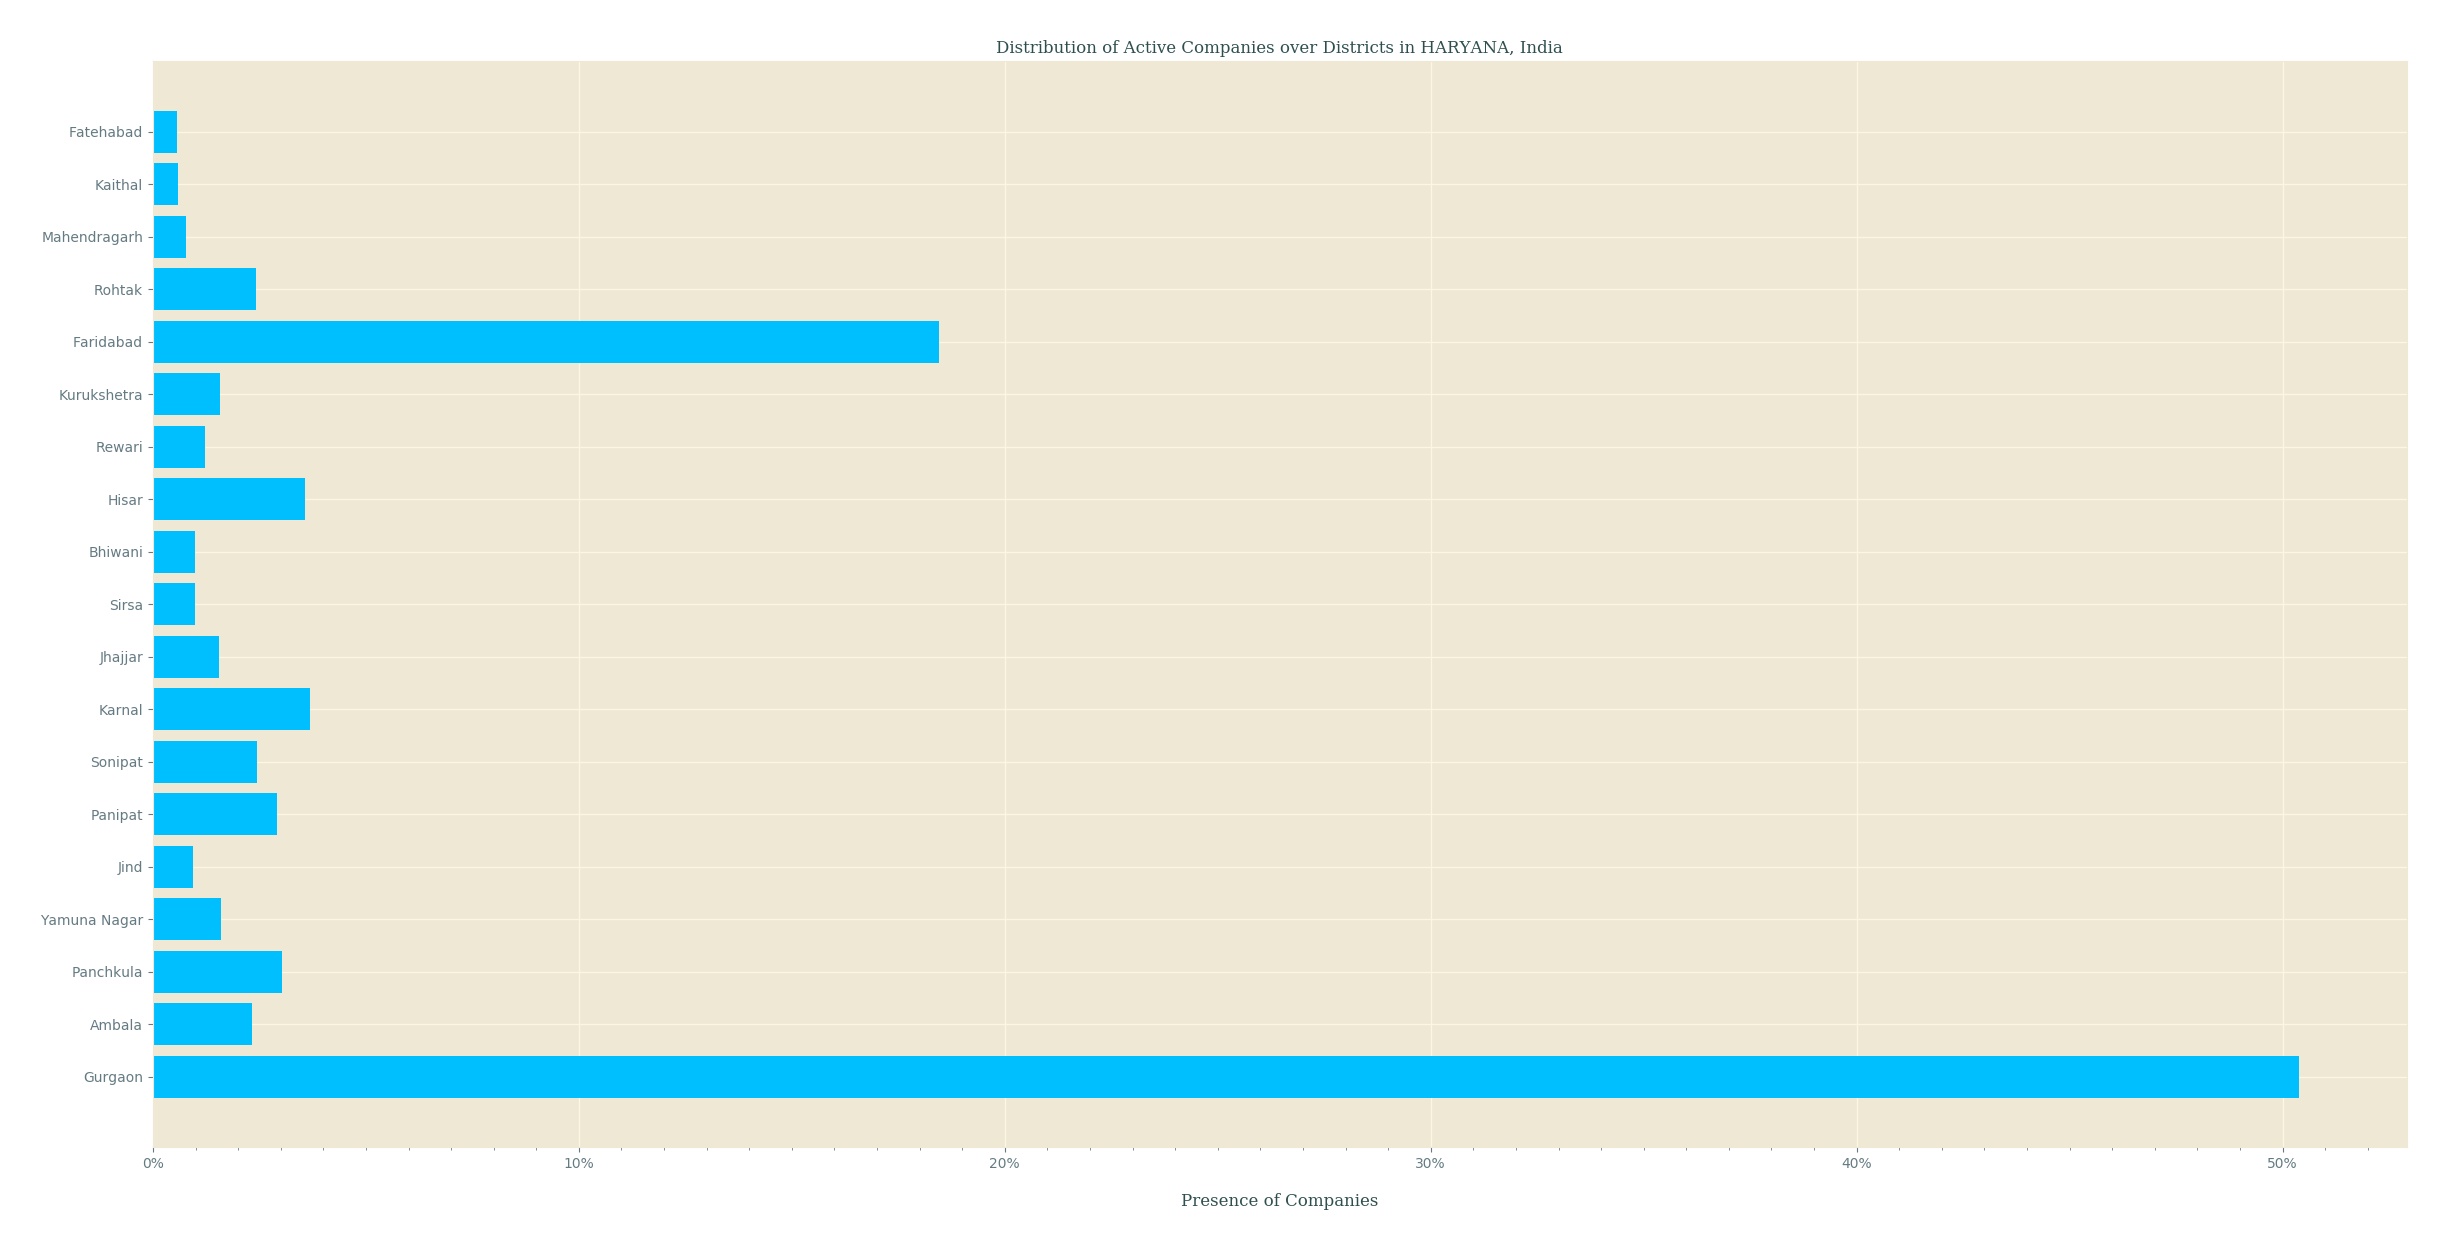 Distribution of Active Companies over Districts in HARYANA, India
Fatehabad
Kaithal
Mahendragarh
Rohtak
Faridabad
Kurukshetra
Rewari
Hisar
Bhiwani
Sirsa
Jhajjar
Karnal
Sonipat
Panipat
Jind
Yamuna Nagar
Panchkula
Ambala
Gurgaon
0% 10% 20% 30% 40% 50%
Presence of Companies